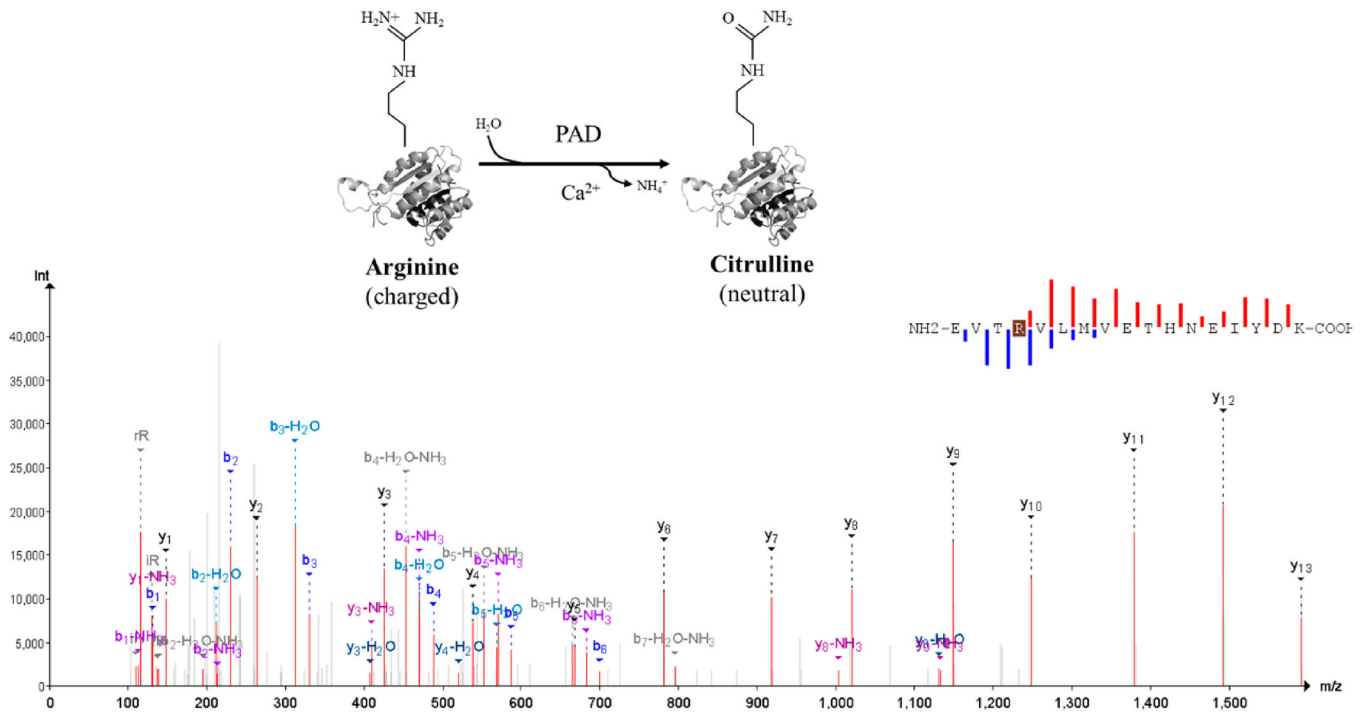 H₂N⁺
NH₂
NH
H₂O
PAD
Ca²⁺
NH₄⁺
O
NH₂
NH
Arginine
(charged)
Citrulline
(neutral)
NH2-E V T R V L M V E T H N E I Y D K-COOH
Int
40,000
35,000
30,000
25,000
20,000
15,000
10,000
5,000
0
rR
iR
y₁
y₁-NH₃
b₁
b₂
b₂-H₂O
b₂-NH₃
y₂
b₃-H₂O
b₃
y₃
y₃-NH₃
y₃-H₂O
b₄-H₂O-NH₃
b₄-NH₃
b₄-H₂O
b₄
y₄
y₄-H₂O
b₅-H₂O-NH₃
b₅-NH₃
b₅-H₂O
b₅
b₆-H₂O-NH₃
y₅
b₆
y₆
b₇-H₂O-NH₃
y₇
y₈
y₈-NH₃
y₉
y₉-H₂O
y₁₀
y₁₁
y₁₂
y₁₃
0 100 200 300 400 500 600 700 800 900 1,000 1,100 1,200 1,300 1,400 1,500 m/z